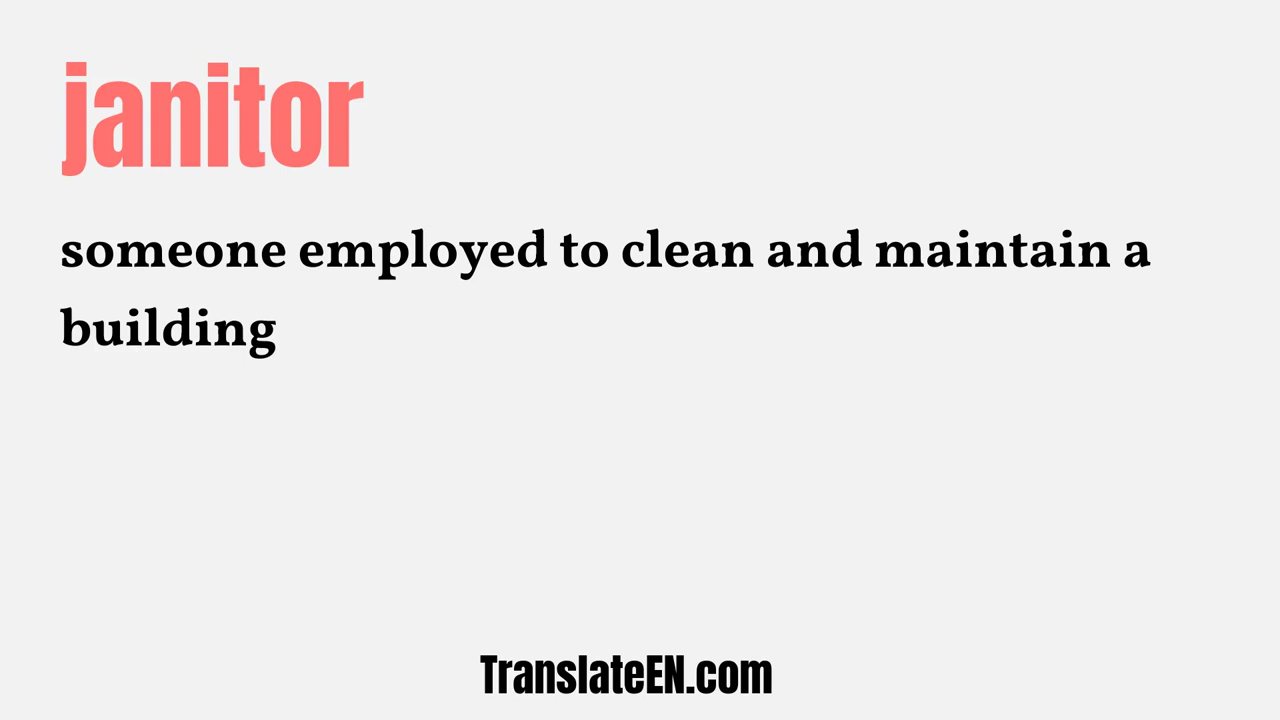 janitor
someone employed to clean and maintain a
building
TranslateEN.com